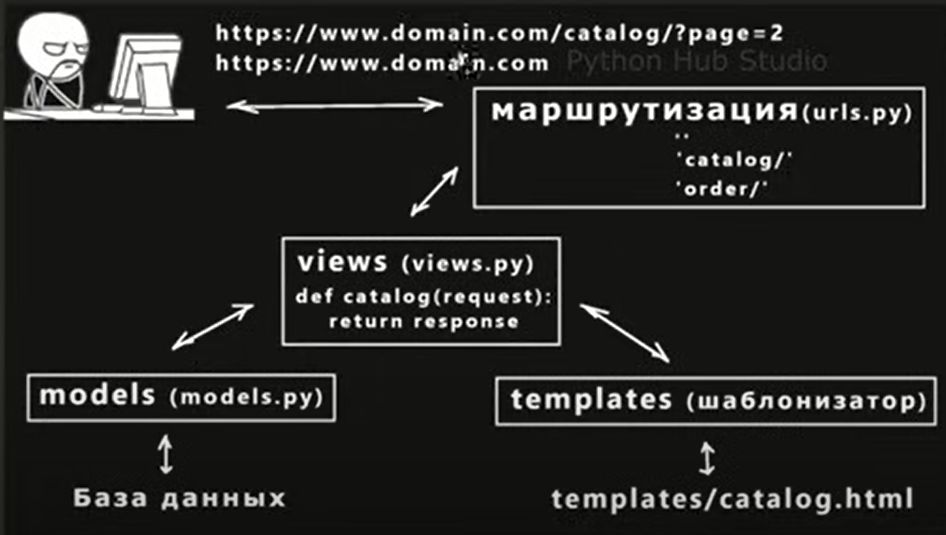 https://www.domain.com/catalog/?page=2
https://www.domain.com
Python Hub Studio
маршрутизация(urls.py)
''
'catalog/'
'order/'
views (views.py)
def catalog(request):
return response
models (models.py)
templates (шаблонизатор)
База данных
templates/catalog.html